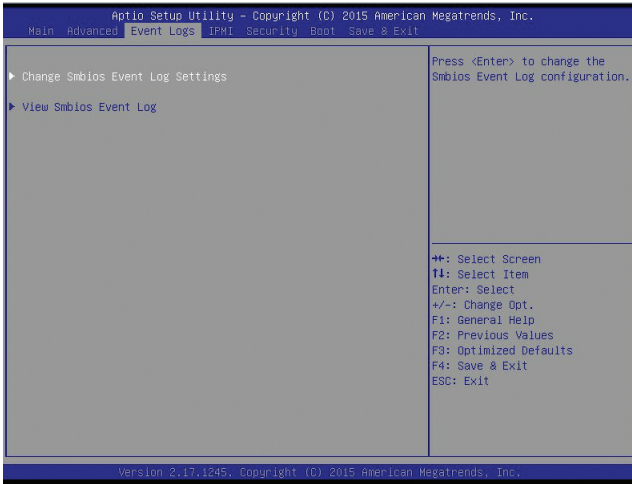 Aptio Setup Utility - Copyright (C) 2015 American Megatrends, Inc.
Main Advanced Event Logs IPMI Security Boot Save & Exit
▶ Change Smbios Event Log Settings
▶ View Smbios Event Log
Press <Enter> to change the
Smbios Event Log configuration.
→←: Select Screen
↑↓: Select Item
Enter: Select
+/-: Change Opt.
F1: General Help
F2: Previous Values
F3: Optimized Defaults
F4: Save & Exit
ESC: Exit
Version 2.17.1245. Copyright (C) 2015 American Megatrends, Inc.